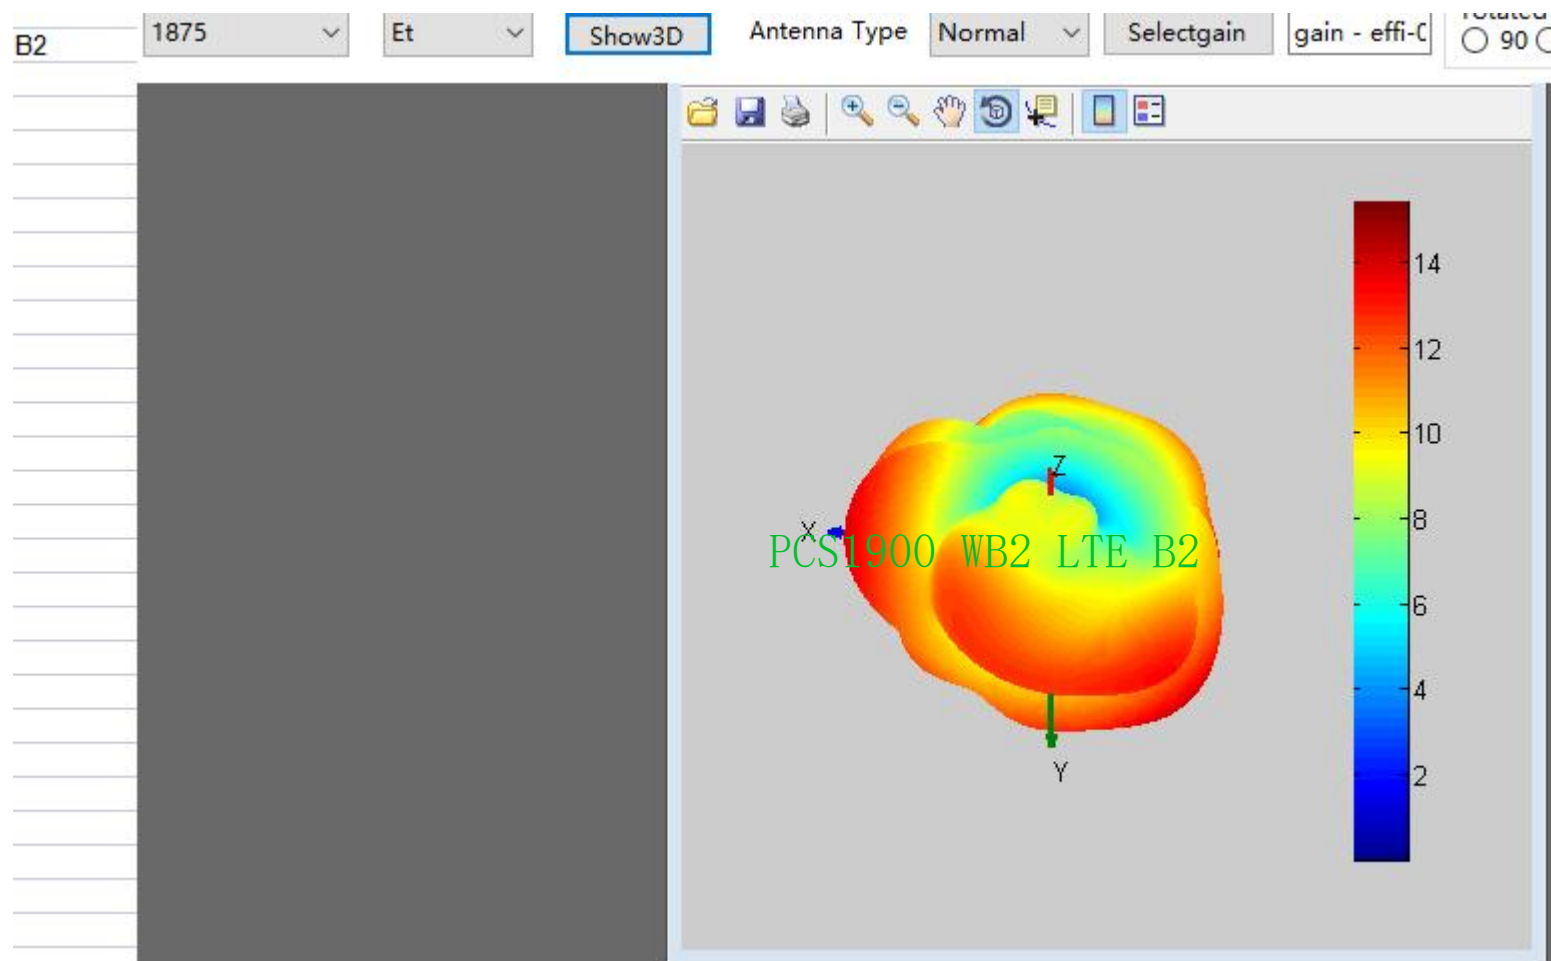 B2
1875
Et
Show3D
Antenna Type
Normal
Selectgain
gain - effi-
90
14
12
10
8
6
4
2
Z
X
PCS1900 WB2 LTE B2
Y